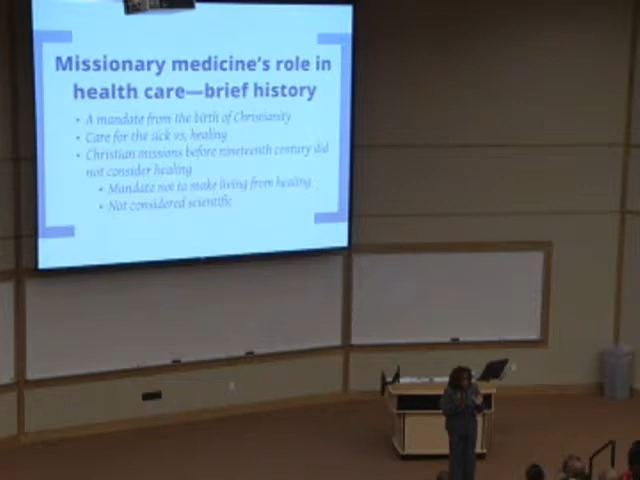 Missionary medicine's role in
health care—brief history
• A mandate from the birth of Christianity
• Care for the sick vs. healing
• Christian missions before nineteenth century did
not consider healing
• Mandate not to make living from healing
• Not considered scientific